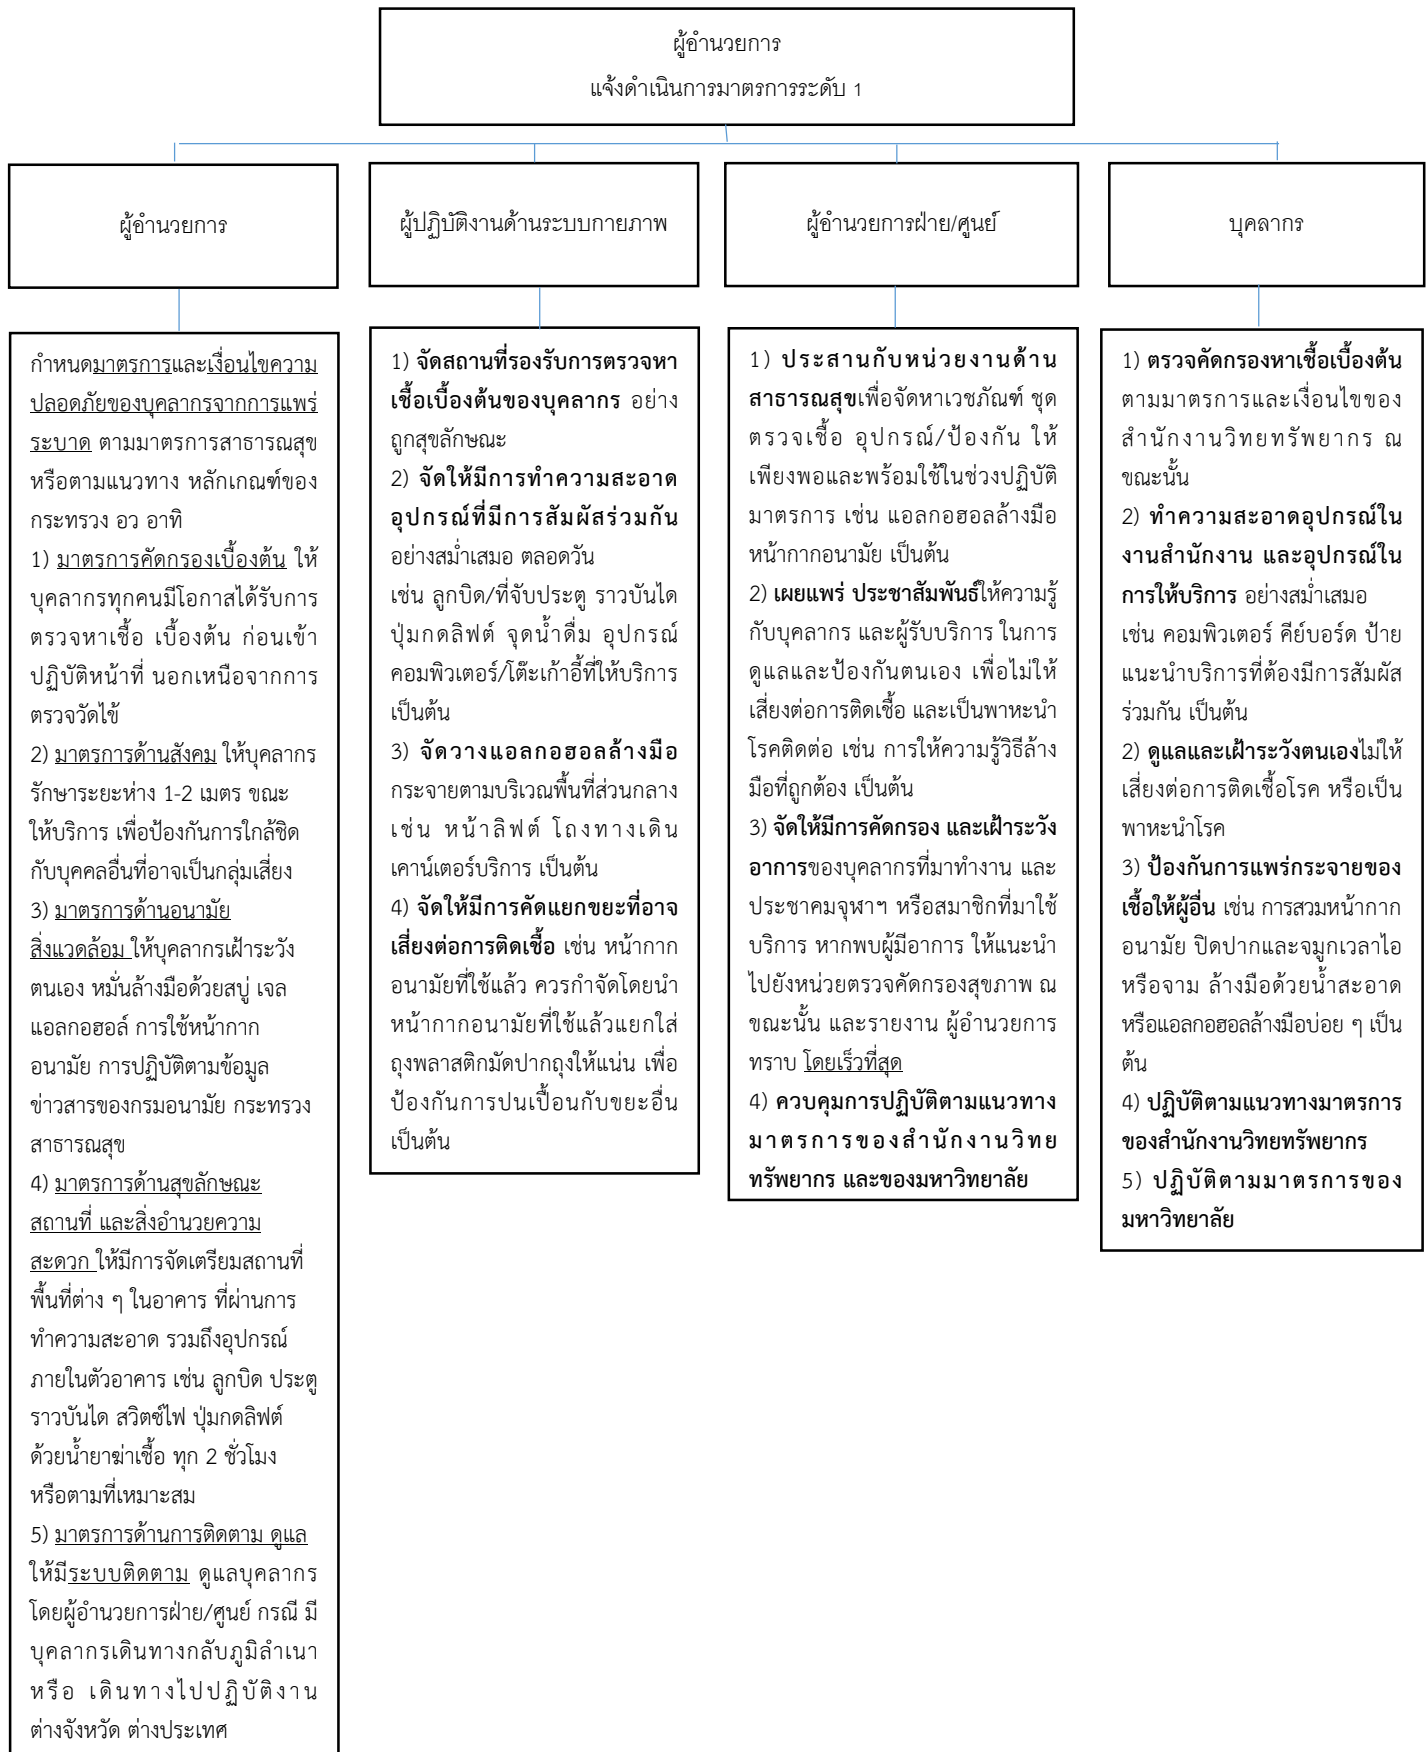 ผู้อำนวยการ
แจ้งดำเนินการมาตรการระดับ 1
ผู้อำนวยการ
ผู้ปฏิบัติงานด้านระบบกายภาพ
ผู้อำนวยการฝ่าย/ศูนย์
บุคลากร
กำหนดมาตรการและเงื่อนไขความ
ปลอดภัยของบุคลากรจากการแพร่
ระบาด ตามมาตรการสาธารณสุข
หรือตามแนวทาง หลักเกณฑ์ของ
กระทรวง อว อาทิ
1) มาตรการคัดกรองเบื้องต้น ให้
บุคลากรทุกคนมีโอกาสได้รับการ
ตรวจหาเชื้อ เบื้องต้น ก่อนเข้า
ปฏิบัติหน้าที่ นอกเหนือจากการ
ตรวจวัดไข้
2) มาตรการด้านสังคม ให้บุคลากร
รักษาระยะห่าง 1-2 เมตร ขณะ
ให้บริการ เพื่อป้องกันการใกล้ชิด
กับบุคคลอื่นที่อาจเป็นกลุ่มเสี่ยง
3) มาตรการด้านอนามัย
สิ่งแวดล้อม ให้บุคลากรเฝ้าระวัง
ตนเอง หมั่นล้างมือด้วยสบู่ เจล
แอลกอฮอล์ การใช้หน้ากาก
อนามัย การปฏิบัติตามข้อมูล
ข่าวสารของกรมอนามัย กระทรวง
สาธารณสุข
4) มาตรการด้านสุขลักษณะ
สถานที่ และสิ่งอำนวยความ
สะดวก ให้มีการจัดเตรียมสถานที่
พื้นที่ต่าง ๆ ในอาคาร ที่ผ่านการ
ทำความสะอาด รวมถึงอุปกรณ์
ภายในตัวอาคาร เช่น ลูกบิด ประตู
ราวบันได สวิตซ์ไฟ ปุ่มกดลิฟต์
ด้วยน้ำยาฆ่าเชื้อ ทุก 2 ชั่วโมง
หรือตามที่เหมาะสม
5) มาตรการด้านการติดตาม ดูแล
ให้มีระบบติดตาม ดูแลบุคลากร
โดยผู้อำนวยการฝ่าย/ศูนย์ กรณี มี
บุคลากรเดินทางกลับภูมิลำเนา
หรือ เดินทางไปปฏิบัติงาน
ต่างจังหวัด ต่างประเทศ
1) จัดสถานที่รองรับการตรวจหา
เชื้อเบื้องต้นของบุคลากร อย่าง
ถูกสุขลักษณะ
2) จัดให้มีการทำความสะอาด
อุปกรณ์ที่มีการสัมผัสร่วมกัน
อย่างสม่ำเสมอ ตลอดวัน
เช่น ลูกบิด/ที่จับประตู ราวบันได
ปุ่มกดลิฟต์ จุดน้ำดื่ม อุปกรณ์
คอมพิวเตอร์/โต๊ะเก้าอี้ที่ให้บริการ
เป็นต้น
3) จัดวางแอลกอฮอลล้างมือ
กระจายตามบริเวณพื้นที่ส่วนกลาง
เช่น หน้าลิฟต์ โถงทางเดิน
เคาน์เตอร์บริการ เป็นต้น
4) จัดให้มีการคัดแยกขยะที่อาจ
เสี่ยงต่อการติดเชื้อ เช่น หน้ากาก
อนามัยที่ใช้แล้ว ควรกำจัดโดยนำ
หน้ากากอนามัยที่ใช้แล้วแยกใส่
ถุงพลาสติกมัดปากถุงให้แน่น เพื่อ
ป้องกันการปนเปื้อนกับขยะอื่น
เป็นต้น
1) ประสานกับหน่วยงานด้าน
สาธารณสุขเพื่อจัดหาเวชภัณฑ์ ชุด
ตรวจเชื้อ อุปกรณ์/ป้องกัน ให้
เพียงพอและพร้อมใช้ในช่วงปฏิบัติ
มาตรการ เช่น แอลกอฮอลล้างมือ
หน้ากากอนามัย เป็นต้น
2) เผยแพร่ ประชาสัมพันธ์ให้ความรู้
กับบุคลากร และผู้รับบริการ ในการ
ดูแลและป้องกันตนเอง เพื่อไม่ให้
เสี่ยงต่อการติดเชื้อ และเป็นพาหะนำ
โรคติดต่อ เช่น การให้ความรู้วิธีล้าง
มือที่ถูกต้อง เป็นต้น
3) จัดให้มีการคัดกรอง และเฝ้าระวัง
อาการของบุคลากรที่มาทำงาน และ
ประชาคมจุฬาฯ หรือสมาชิกที่มาใช้
บริการ หากพบผู้มีอาการ ให้แนะนำ
ไปยังหน่วยตรวจคัดกรองสุขภาพ ณ
ขณะนั้น และรายงาน ผู้อำนวยการ
ทราบ โดยเร็วที่สุด
4) ควบคุมการปฏิบัติตามแนวทาง
มาตรการของสำนักงานวิทย
ทรัพยากร และของมหาวิทยาลัย
1) ตรวจคัดกรองหาเชื้อเบื้องต้น
ตามมาตรการและเงื่อนไขของ
สำนักงานวิทยทรัพยากร ณ
ขณะนั้น
2) ทำความสะอาดอุปกรณ์ใน
งานสำนักงาน และอุปกรณ์ใน
การให้บริการ อย่างสม่ำเสมอ
เช่น คอมพิวเตอร์ คีย์บอร์ด ป้าย
แนะนำบริการที่ต้องมีการสัมผัส
ร่วมกัน เป็นต้น
2) ดูแลและเฝ้าระวังตนเองไม่ให้
เสี่ยงต่อการติดเชื้อโรค หรือเป็น
พาหะนำโรค
3) ป้องกันการแพร่กระจายของ
เชื้อให้ผู้อื่น เช่น การสวมหน้ากาก
อนามัย ปิดปากและจมูกเวลาไอ
หรือจาม ล้างมือด้วยน้ำสะอาด
หรือแอลกอฮอลล้างมือบ่อย ๆ เป็น
ต้น
4) ปฏิบัติตามแนวทางมาตรการ
ของสำนักงานวิทยทรัพยากร
5) ปฏิบัติตามมาตรการของ
มหาวิทยาลัย